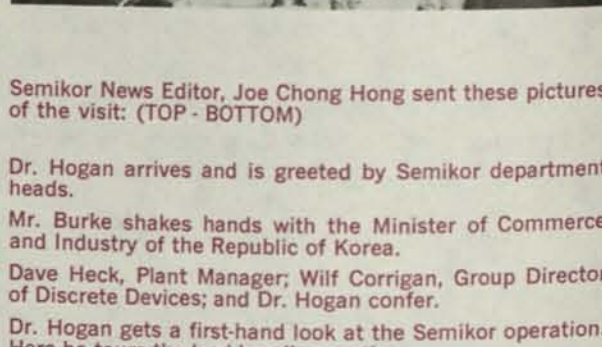 Semikor News Editor, Joe Chong Hong sent these pictures
of the visit: (TOP - BOTTOM)
Dr. Hogan arrives and is greeted by Semikor department
heads.
Mr. Burke shakes hands with the Minister of Commerce
and Industry of the Republic of Korea.
Dave Heck, Plant Manager; Wilf Corrigan, Group Director
of Discrete Devices; and Dr. Hogan confer.
Dr. Hogan gets a first-hand look at the Semikor operation.
Here he